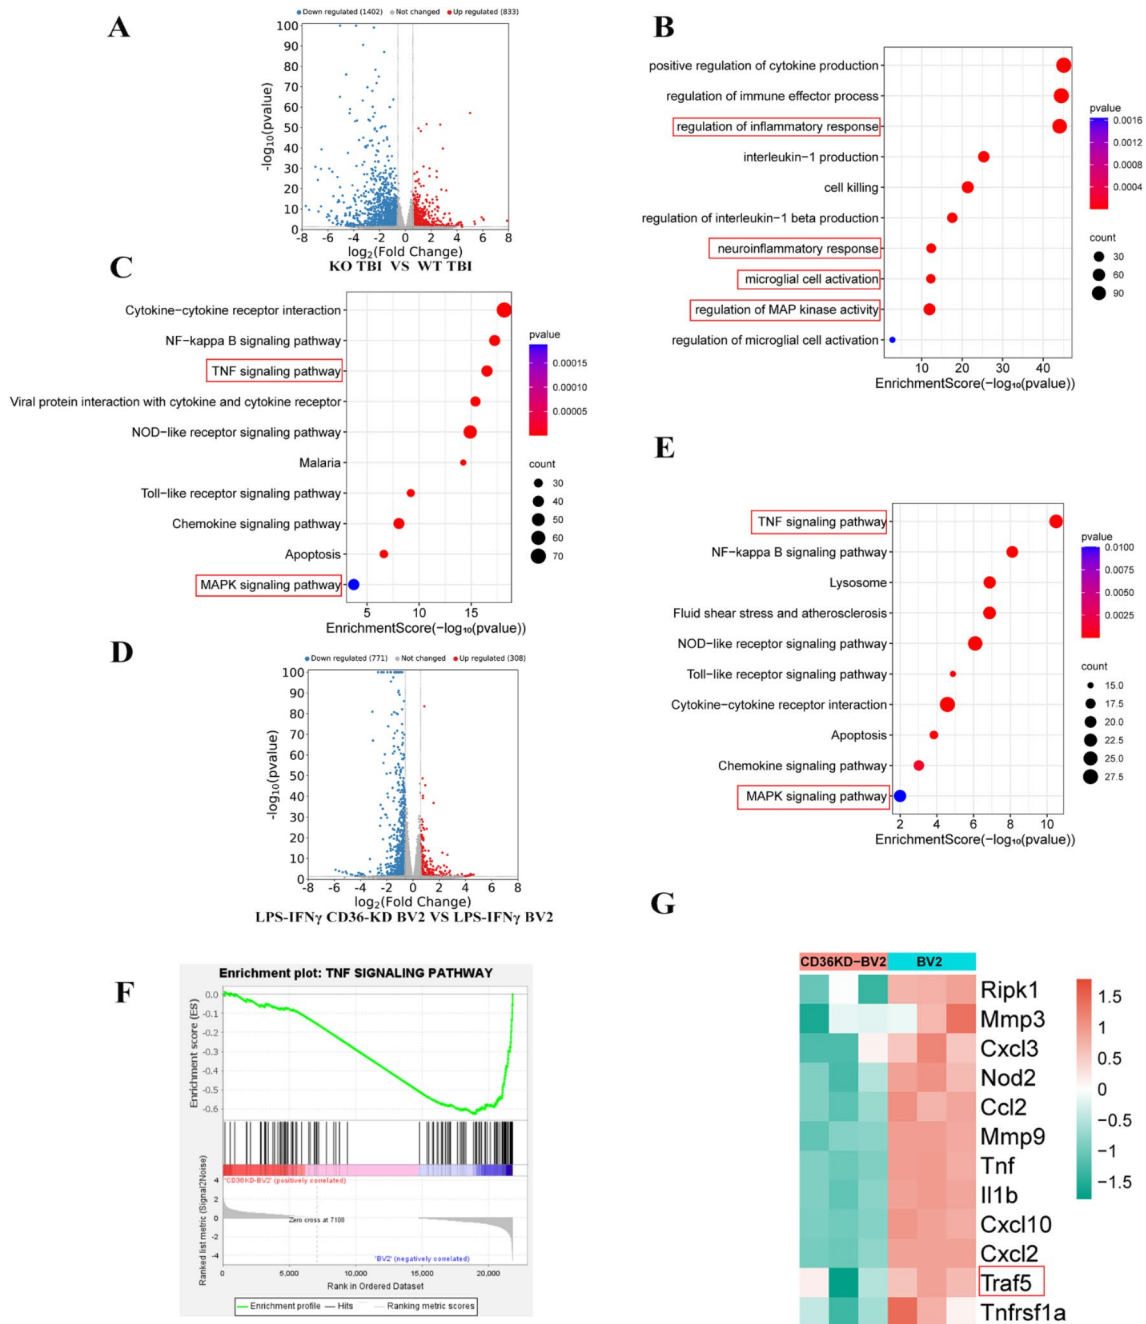 A
Down regulated (1402) Not changed Up regulated (833)
100
90
80
70
60
50
40
30
20
10
0
-log10(pvalue)
-8 -6 -4 -2 0 2 4 6 8
log2(Fold Change)
KO TBI VS WT TBI
B
positive regulation of cytokine production
regulation of immune effector process
regulation of inflammatory response
interleukin−1 production
cell killing
regulation of interleukin−1 beta production
neuroinflammatory response
microglial cell activation
regulation of MAP kinase activity
regulation of microglial cell activation
10 20 30 40
EnrichmentScore(−log10(pvalue))
pvalue
0.0016
0.0012
0.0008
0.0004
count
30
60
90
C
Cytokine−cytokine receptor interaction
NF−kappa B signaling pathway
TNF signaling pathway
Viral protein interaction with cytokine and cytokine receptor
NOD−like receptor signaling pathway
Malaria
Toll−like receptor signaling pathway
Chemokine signaling pathway
Apoptosis
MAPK signaling pathway
5 10 15
EnrichmentScore(−log10(pvalue))
pvalue
0.00015
0.00010
0.00005
count
30
40
50
60
70
D
Down regulated (771) Not changed Up regulated (308)
100
90
80
70
60
50
40
30
20
10
0
-log10(pvalue)
-8 -6 -4 -2 0 2 4 6 8
log2(Fold Change)
LPS-IFNγ CD36-KD BV2 VS LPS-IFNγ BV2
E
TNF signaling pathway
NF−kappa B signaling pathway
Lysosome
Fluid shear stress and atherosclerosis
NOD−like receptor signaling pathway
Toll−like receptor signaling pathway
Cytokine−cytokine receptor interaction
Apoptosis
Chemokine signaling pathway
MAPK signaling pathway
2 4 6 8 10
EnrichmentScore(−log10(pvalue))
pvalue
0.0100
0.0075
0.0050
0.0025
count
15.0
17.5
20.0
22.5
25.0
27.5
F
Enrichment plot: TNF SIGNALING PATHWAY
Enrichment score (ES)
0.0
-0.1
-0.2
-0.3
-0.4
-0.5
-0.6
Ranked list metric (Signal2Noise)
4
2
0
-2
-4
'CD36KD-BV2' (positively correlated)
Zero cross at 7108
'BV2' (negatively correlated)
0 5,000 10,000 15,000 20,000
Rank in Ordered Dataset
Enrichment profile Hits Ranking metric scores
G
CD36KD−BV2 BV2
Ripk1
Mmp3
Cxcl3
Nod2
Ccl2
Mmp9
Tnf
Il1b
Cxcl10
Cxcl2
Traf5
Tnfrsf1a
1.5
1
0.5
0
−0.5
−1
−1.5